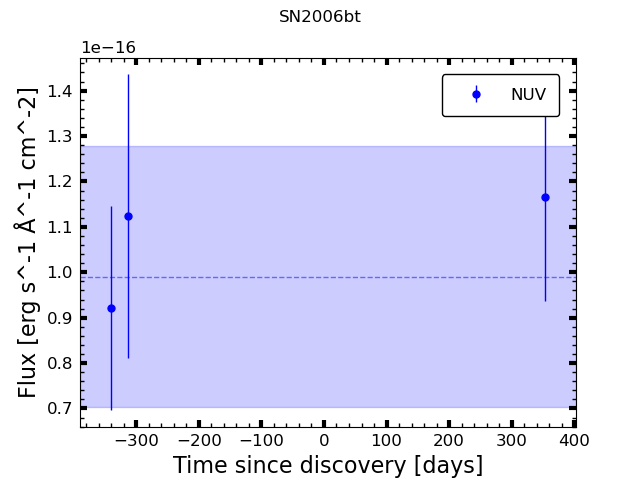 SN2006bt
1e−16
NUV
1.4
1.3
1.2
1.1
1.0
0.9
0.8
0.7
Flux [erg s^-1 Å^-1 cm^-2]
−300 −200 −100 0 100 200 300 400
Time since discovery [days]